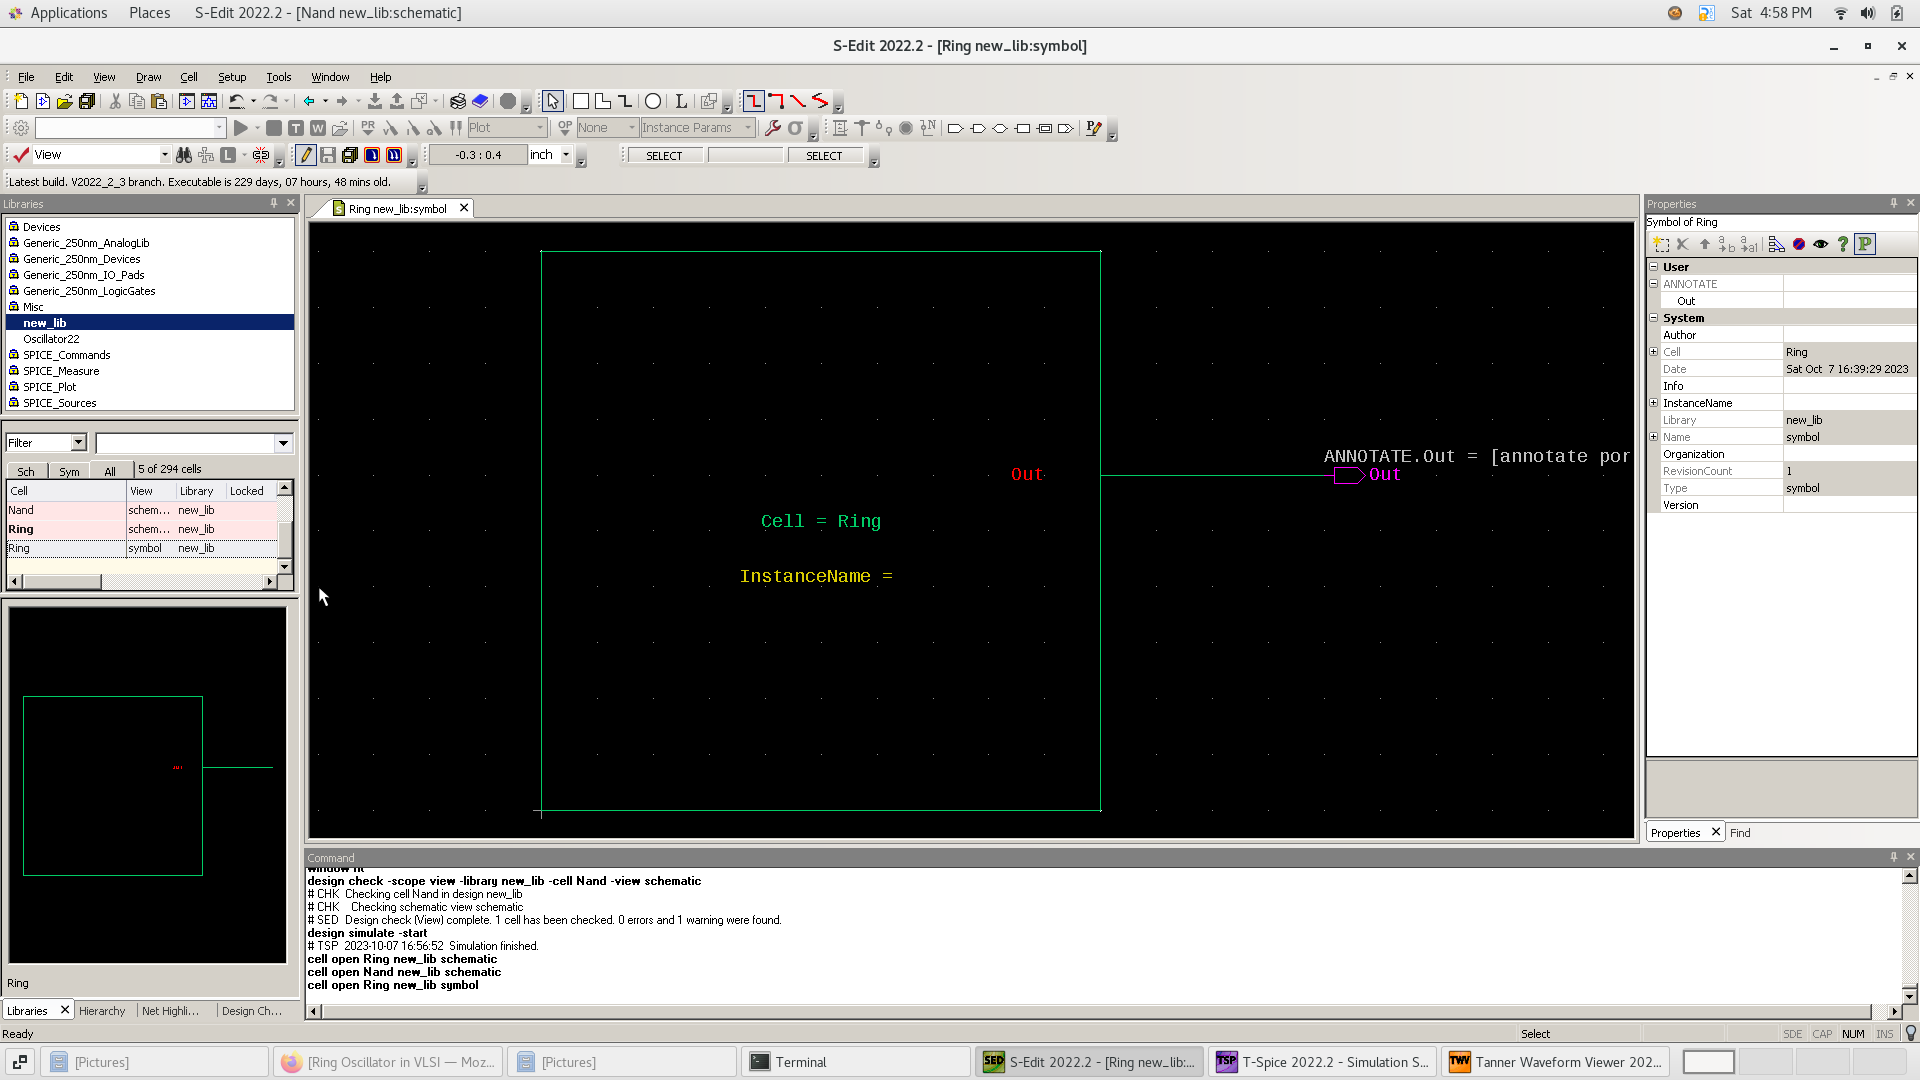 Applications Places S-Edit 2022.2 - [Nand new_lib:schematic] Sat 4:58 PM
S-Edit 2022.2 - [Ring new_lib:symbol]
File Edit View Draw Cell Setup Tools Window Help
Plot None Instance Params
View -0.3 : 0.4 inch SELECT SELECT
Latest build. V2022_2_3 branch. Executable is 229 days, 07 hours, 48 mins old.
Libraries
Devices
Generic_250nm_AnalogLib
Generic_250nm_Devices
Generic_250nm_IO_Pads
Generic_250nm_LogicGates
Misc
new_lib
Oscillator22
SPICE_Commands
SPICE_Measure
SPICE_Plot
SPICE_Sources
Filter
Sch Sym All 5 of 294 cells
Cell View Library Locked
Nand schem... new_lib
Ring schem... new_lib
Ring symbol new_lib
Ring
Libraries Hierarchy Net Highli... Design Ch...
Ring new_lib:symbol
Out
Cell = Ring
InstanceName =
ANNOTATE.Out = [annotate por
Out
Properties
Symbol of Ring
User
ANNOTATE
Out
System
Author
Cell Ring
Date Sat Oct 7 16:39:29 2023
Info
InstanceName
Library new_lib
Name symbol
Organization
RevisionCount 1
Type symbol
Version
Properties Find
Command
window fit
design check -scope view -library new_lib -cell Nand -view schematic
# CHK Checking cell Nand in design new_lib
# CHK Checking schematic view schematic
# SED Design check (View) complete. 1 cell has been checked. 0 errors and 1 warning were found.
design simulate -start
# TSP 2023-10-07 16:56:52 Simulation finished.
cell open Ring new_lib schematic
cell open Nand new_lib schematic
cell open Ring new_lib symbol
Ready Select SDE CAP NUM INS
[Pictures] [Ring Oscillator in VLSI — Moz... [Pictures] Terminal S-Edit 2022.2 - [Ring new_lib:... T-Spice 2022.2 - Simulation S... Tanner Waveform Viewer 202...